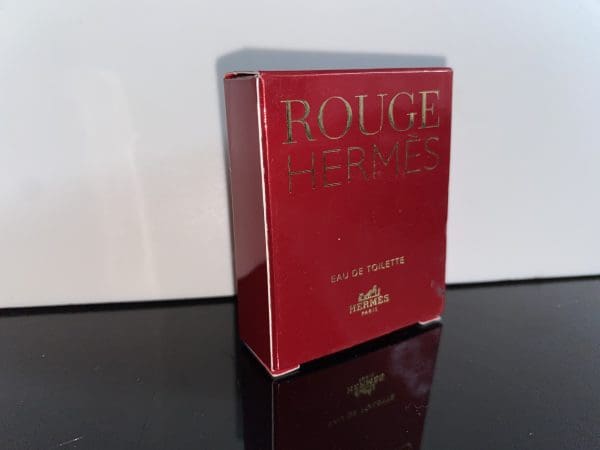 ROUGE
HERMÈS
EAU DE TOILETTE
HERMÈS
PARIS